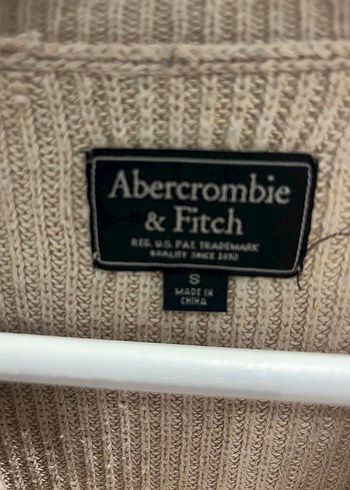 Abercrombie
& Fitch
REG. U.S. PAT. TRADEMARK
QUALITY SINCE 1892
S
MADE IN
CHINA